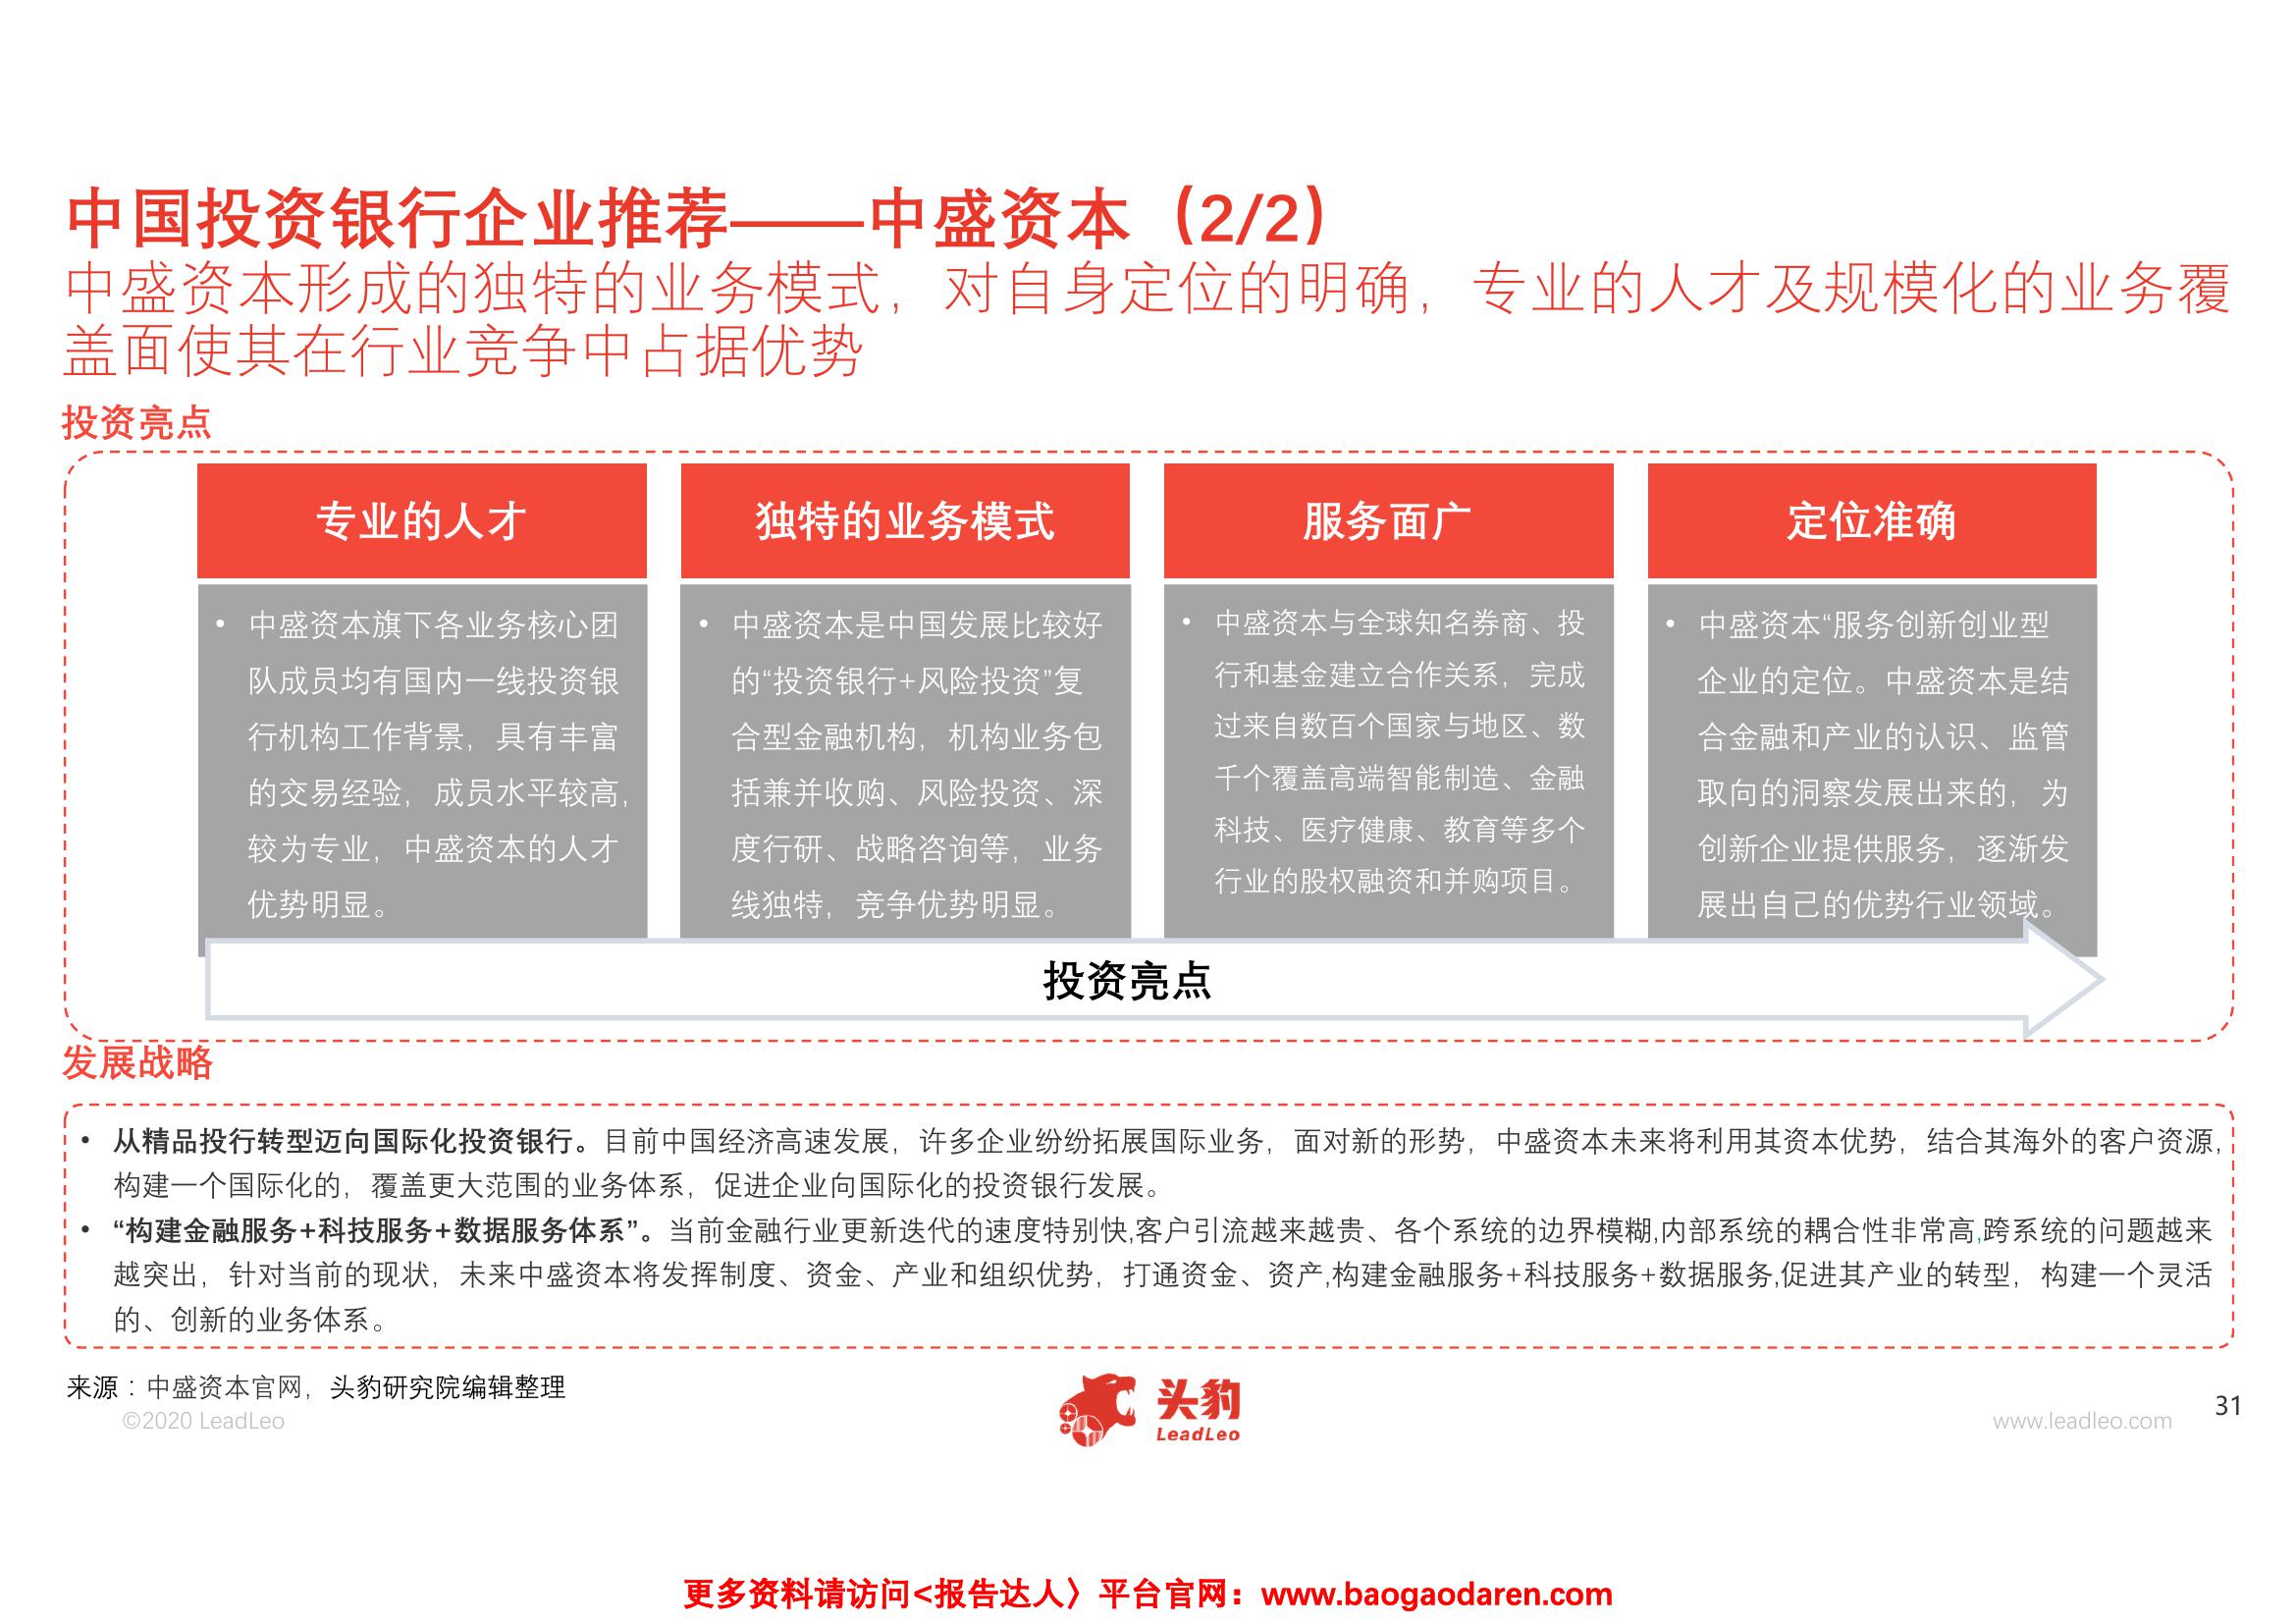 中国投资银行企业推荐——中盛资本（2/2）
中盛资本形成的独特的业务模式，对自身定位的明确，专业的人才及规模化的业务覆
盖面使其在行业竞争中占据优势
投资亮点
专业的人才
• 中盛资本旗下各业务核心团
队成员均有国内一线投资银
行机构工作背景，具有丰富
的交易经验，成员水平较高，
较为专业，中盛资本的人才
优势明显。
独特的业务模式
• 中盛资本是中国发展比较好
的“投资银行+风险投资”复
合型金融机构，机构业务包
括兼并收购、风险投资、深
度行研、战略咨询等，业务
线独特，竞争优势明显。
服务面广
• 中盛资本与全球知名券商、投
行和基金建立合作关系，完成
过来自数百个国家与地区、数
千个覆盖高端智能制造、金融
科技、医疗健康、教育等多个
行业的股权融资和并购项目。
定位准确
• 中盛资本“服务创新创业型
企业的定位。中盛资本是结
合金融和产业的认识、监管
取向的洞察发展出来的，为
创新企业提供服务，逐渐发
展出自己的优势行业领域。
投资亮点
发展战略
• 从精品投行转型迈向国际化投资银行。目前中国经济高速发展，许多企业纷纷拓展国际业务，面对新的形势，中盛资本未来将利用其资本优势，结合其海外的客户资源，
构建一个国际化的，覆盖更大范围的业务体系，促进企业向国际化的投资银行发展。
• “构建金融服务+科技服务+数据服务体系”。当前金融行业更新迭代的速度特别快,客户引流越来越贵、各个系统的边界模糊,内部系统的耦合性非常高,跨系统的问题越来
越突出，针对当前的现状，未来中盛资本将发挥制度、资金、产业和组织优势，打通资金、资产,构建金融服务+科技服务+数据服务,促进其产业的转型，构建一个灵活
的、创新的业务体系。
来源：中盛资本官网，头豹研究院编辑整理
©2020 LeadLeo
头豹
LeadLeo
www.leadleo.com
31
更多资料请访问<报告达人〉平台官网：www.baogaodaren.com